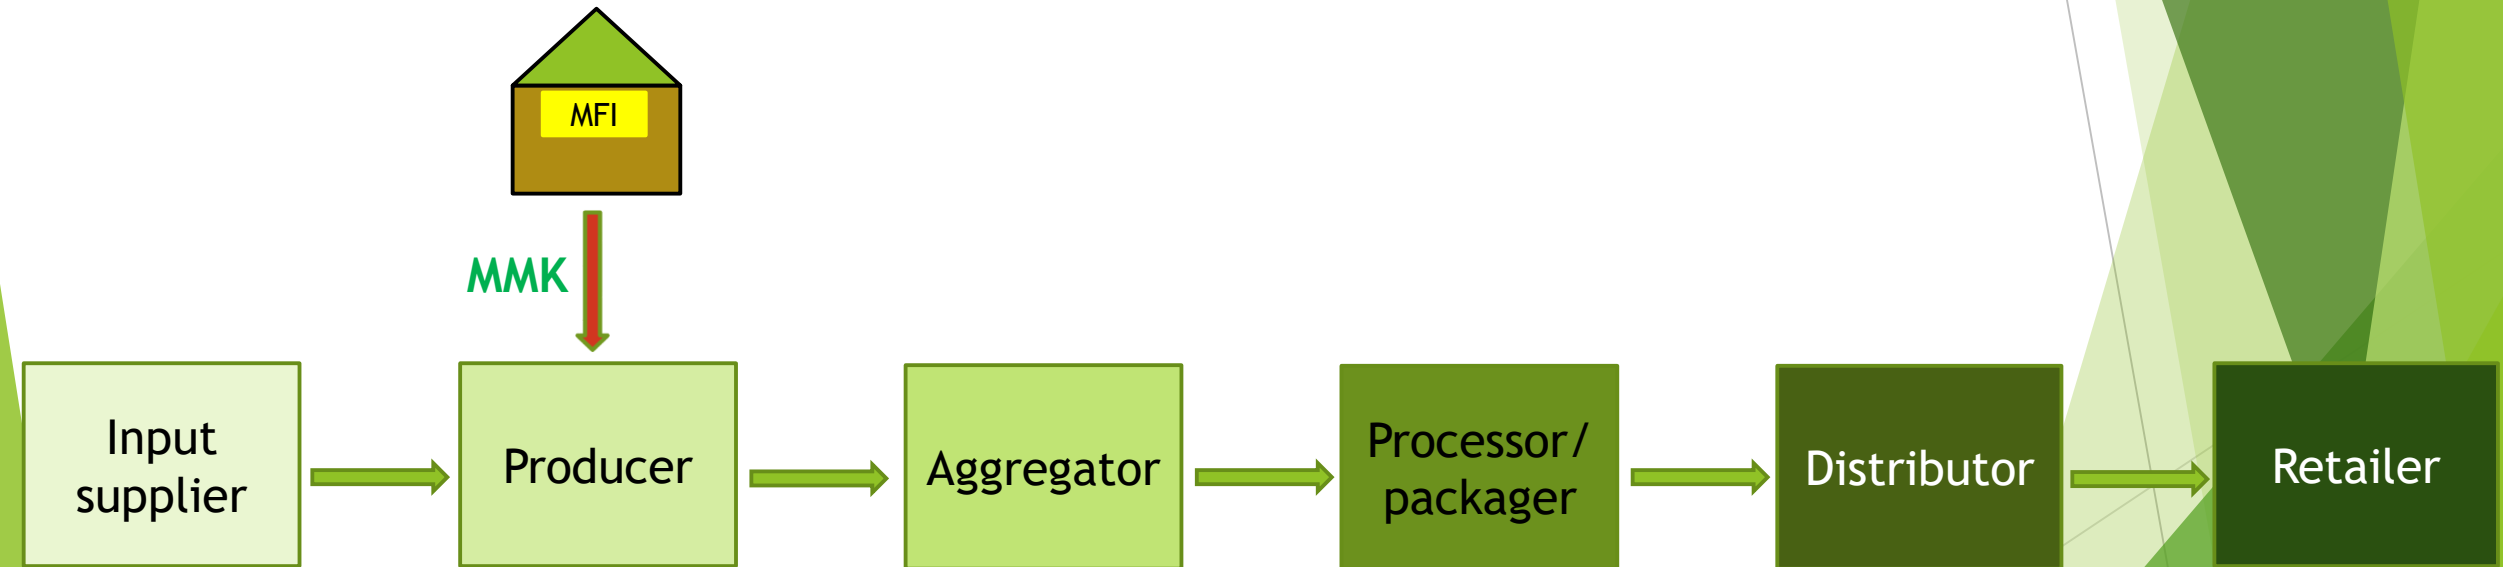 MFI
MMK
Input
supplier
Producer
Aggregator
Processor/
packager
Distributor
Retailer